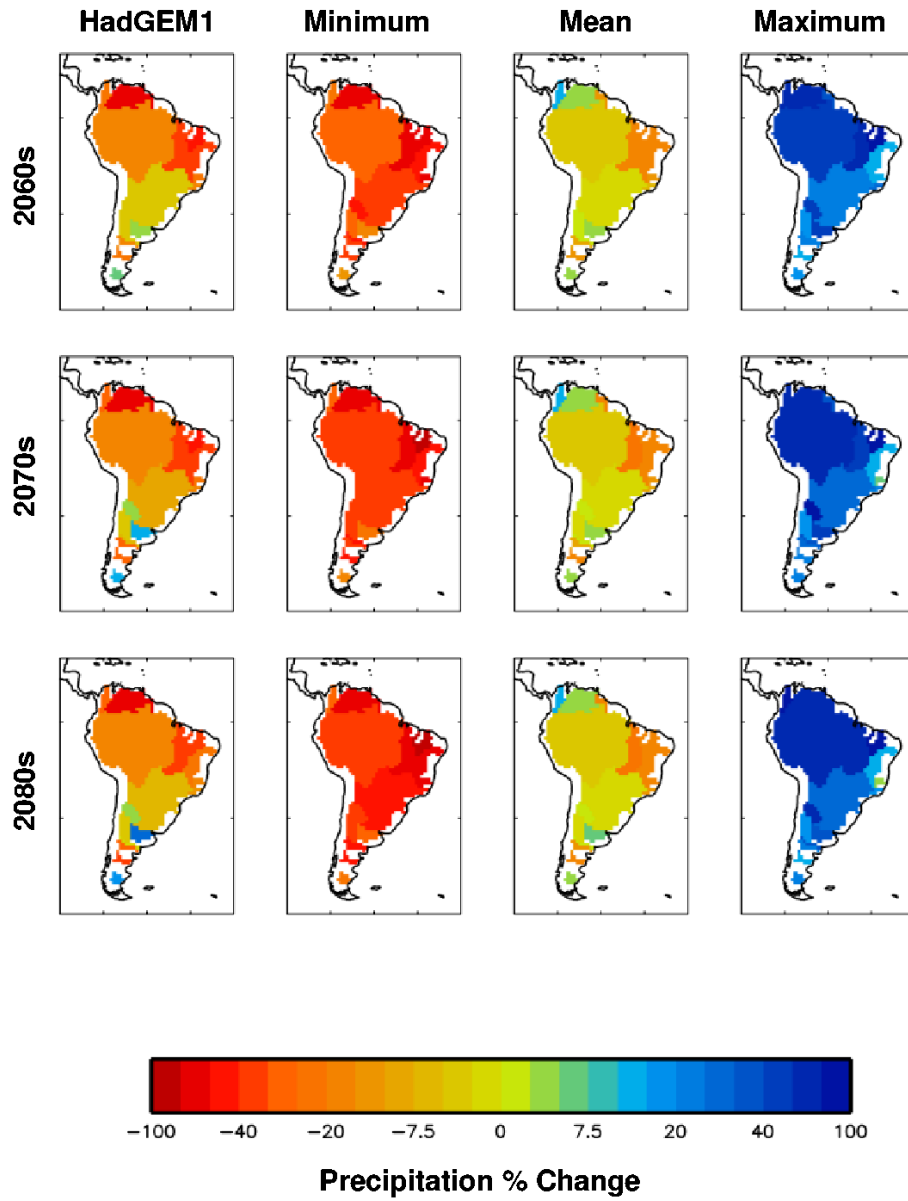 HadGEM1 Minimum Mean Maximum
2060s
2070s
2080s
−100 −40 −20 −7.5 0 7.5 20 40 100
Precipitation % Change